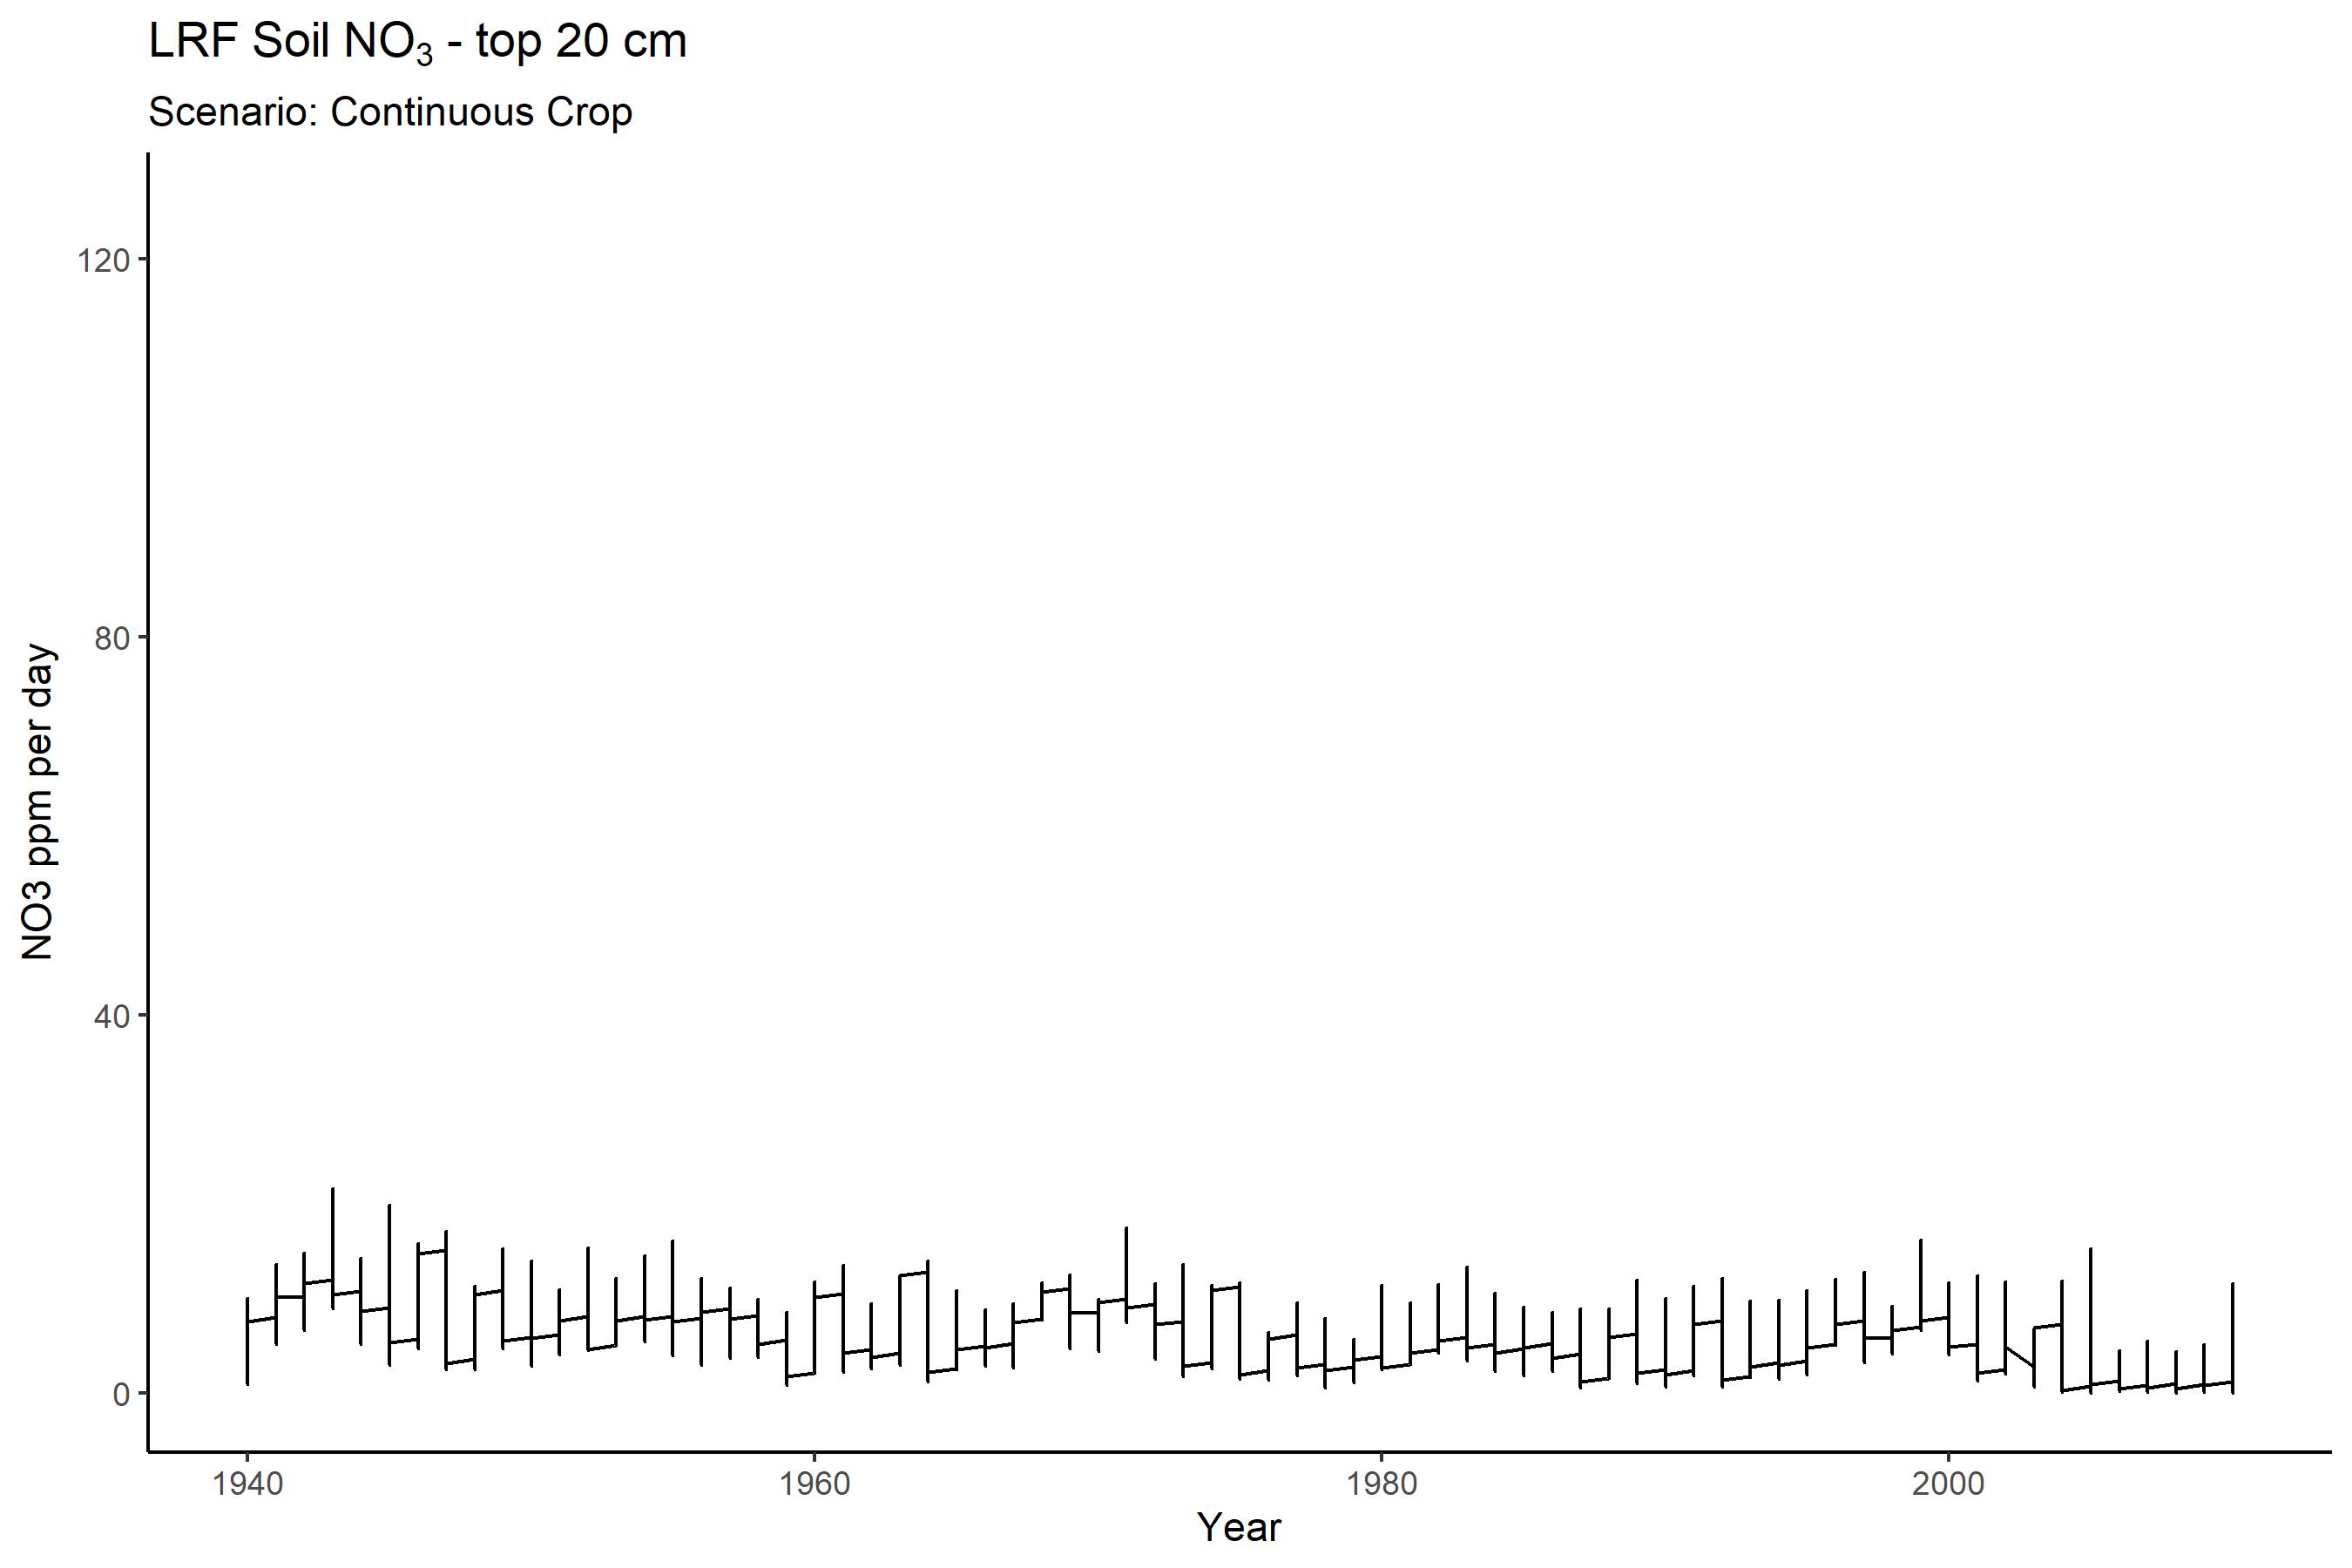 LRF Soil NO₃ - top 20 cm
Scenario: Continuous Crop
NO3 ppm per day
120
80
40
0
1940 1960 1980 2000
Year